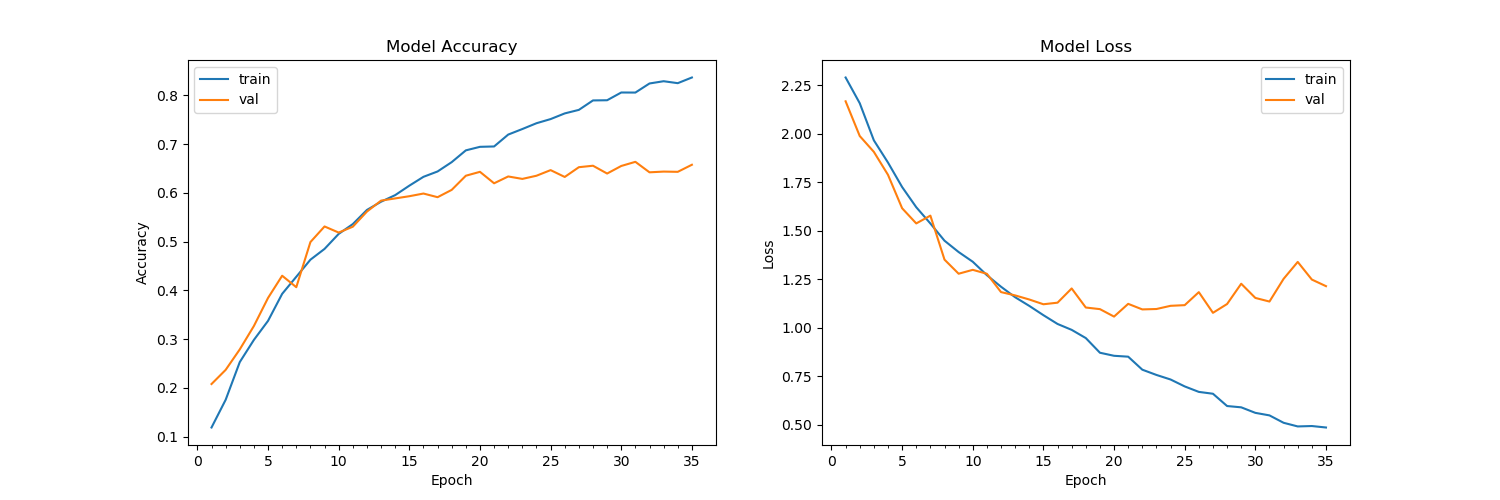 Model Accuracy
train
val
0.8
0.7
0.6
0.5
0.4
0.3
0.2
0.1
Accuracy
0 5 10 15 20 25 30 35
Epoch
Model Loss
train
val
2.25
2.00
1.75
1.50
1.25
1.00
0.75
0.50
Loss
0 5 10 15 20 25 30 35
Epoch